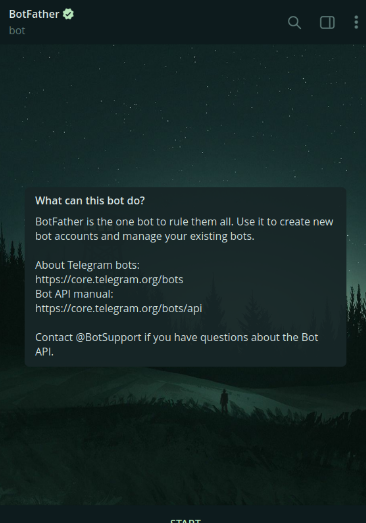 BotFather
bot
What can this bot do?
BotFather is the one bot to rule them all. Use it to create new
bot accounts and manage your existing bots.
About Telegram bots:
https://core.telegram.org/bots
Bot API manual:
https://core.telegram.org/bots/api
Contact @BotSupport if you have questions about the Bot
API.
START